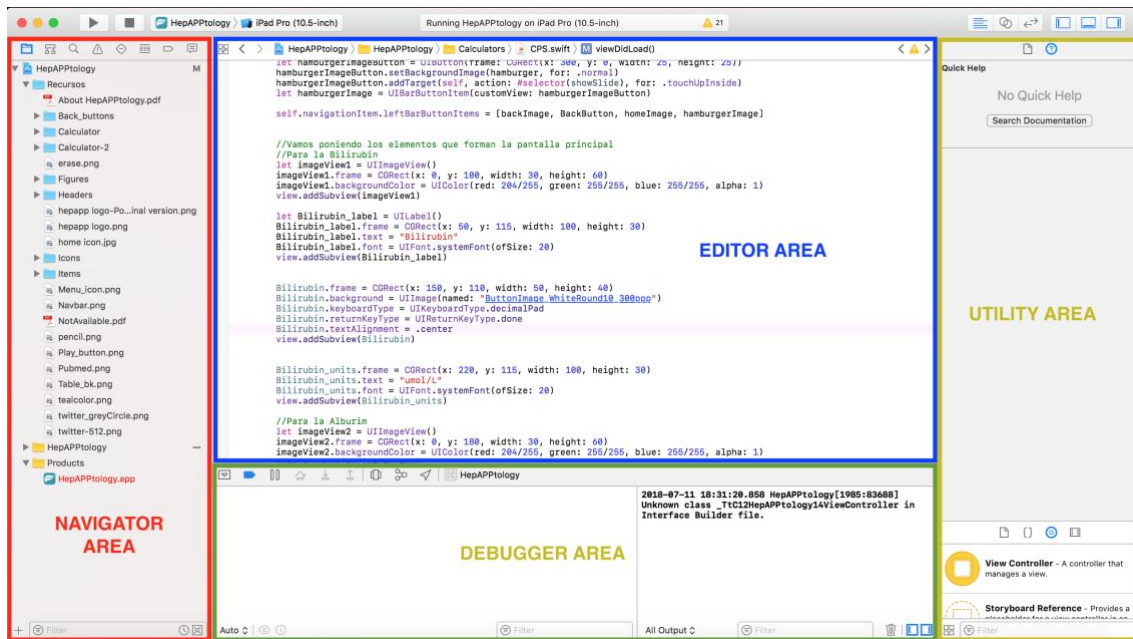 HepAPPtology iPad Pro (10.5-inch)
Running HepAPPtology on iPad Pro (10.5-inch)
21
HepAPPtology M
Recursos
About HepAPPtology.pdf
Back_buttons
Calculator
Calculator-2
erase.png
Figures
Headers
hepapp logo-Po...inal version.png
hepapp logo.png
home icon.jpg
Icons
Items
Menu_icon.png
Navbar.png
NotAvailable.pdf
pencil.png
Play_button.png
Pubmed.png
Table_bk.png
tealcolor.png
twitter_greyCircle.png
twitter-512.png
HepAPPtology
Products
HepAPPtology.app
NAVIGATOR
AREA
Filter
HepAPPtology HepAPPtology Calculators CPS.swift M viewDidLoad()
let hamburgerImageButton = UIButton(frame: CGRect(x: 300, y: 0, width: 25, height: 25))
hamburgerImageButton.setBackgroundImage(hamburger, for: .normal)
hamburgerImageButton.addTarget(self, action: #selector(showSlide), for: .touchUpInside)
let hamburgerImage = UIBarButtonItem(customView: hamburgerImageButton)
self.navigationItem.leftBarButtonItems = [backImage, BackButton, homeImage, hamburgerImage]
//Vamos poniendo los elementos que forman la pantalla principal
//Para la Bilirubin
let imageView1 = UIImageView()
imageView1.frame = CGRect(x: 0, y: 100, width: 30, height: 60)
imageView1.backgroundColor = UIColor(red: 204/255, green: 255/255, blue: 255/255, alpha: 1)
view.addSubview(imageView1)
let Bilirubin_label = UILabel()
Bilirubin_label.frame = CGRect(x: 50, y: 115, width: 100, height: 30)
Bilirubin_label.text = "Bilirubin"
Bilirubin_label.font = UIFont.systemFont(ofSize: 20)
view.addSubview(Bilirubin_label)
EDITOR AREA
Bilirubin.frame = CGRect(x: 150, y: 110, width: 50, height: 40)
Bilirubin.background = UIImage(named: "ButtonImage_WhiteRound10_300ppp")
Bilirubin.keyboardType = UIKeyboardType.decimalPad
Bilirubin.returnKeyType = UIReturnKeyType.done
Bilirubin.textAlignment = .center
view.addSubview(Bilirubin)
Bilirubin_units.frame = CGRect(x: 220, y: 115, width: 100, height: 30)
Bilirubin_units.text = "umol/L"
Bilirubin_units.font = UIFont.systemFont(ofSize: 20)
view.addSubview(Bilirubin_units)
//Para la Alburim
let imageView2 = UIImageView()
imageView2.frame = CGRect(x: 0, y: 180, width: 30, height: 60)
imageView2.backgroundColor = UIColor(red: 204/255, green: 255/255, blue: 255/255, alpha: 1)
HepAPPtology
2018-07-11 18:31:20.858 HepAPPtology[1985:83688]
Unknown class _TtC12HepAPPtology14ViewController in
Interface Builder file.
DEBUGGER AREA
Auto
Filter
All Output
Filter
Quick Help
No Quick Help
Search Documentation
UTILITY AREA
{}
View Controller - A controller that
manages a view.
Storyboard Reference - Provides a
Filter